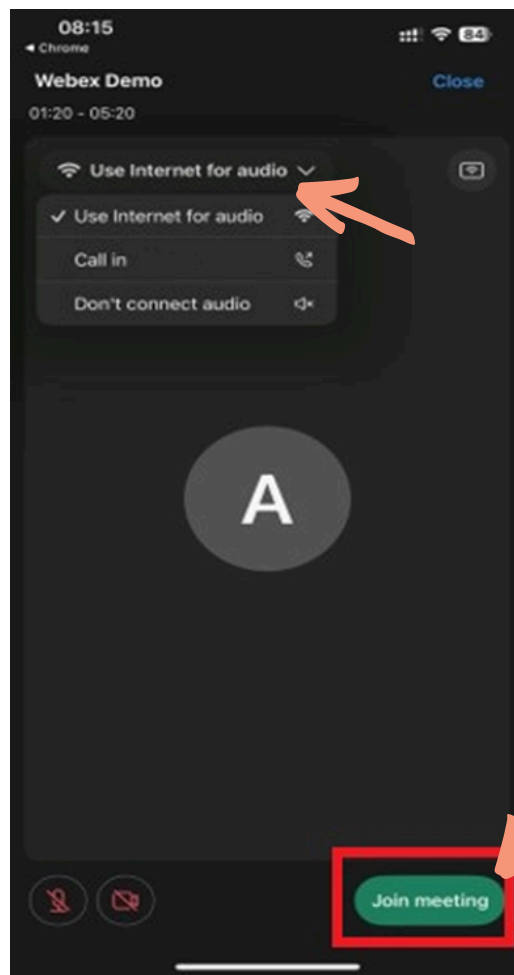 08:15
84
Chrome
Webex Demo
Close
01:20 - 05:20
Use Internet for audio
Use Internet for audio
Call in
Don't connect audio
A
Join meeting